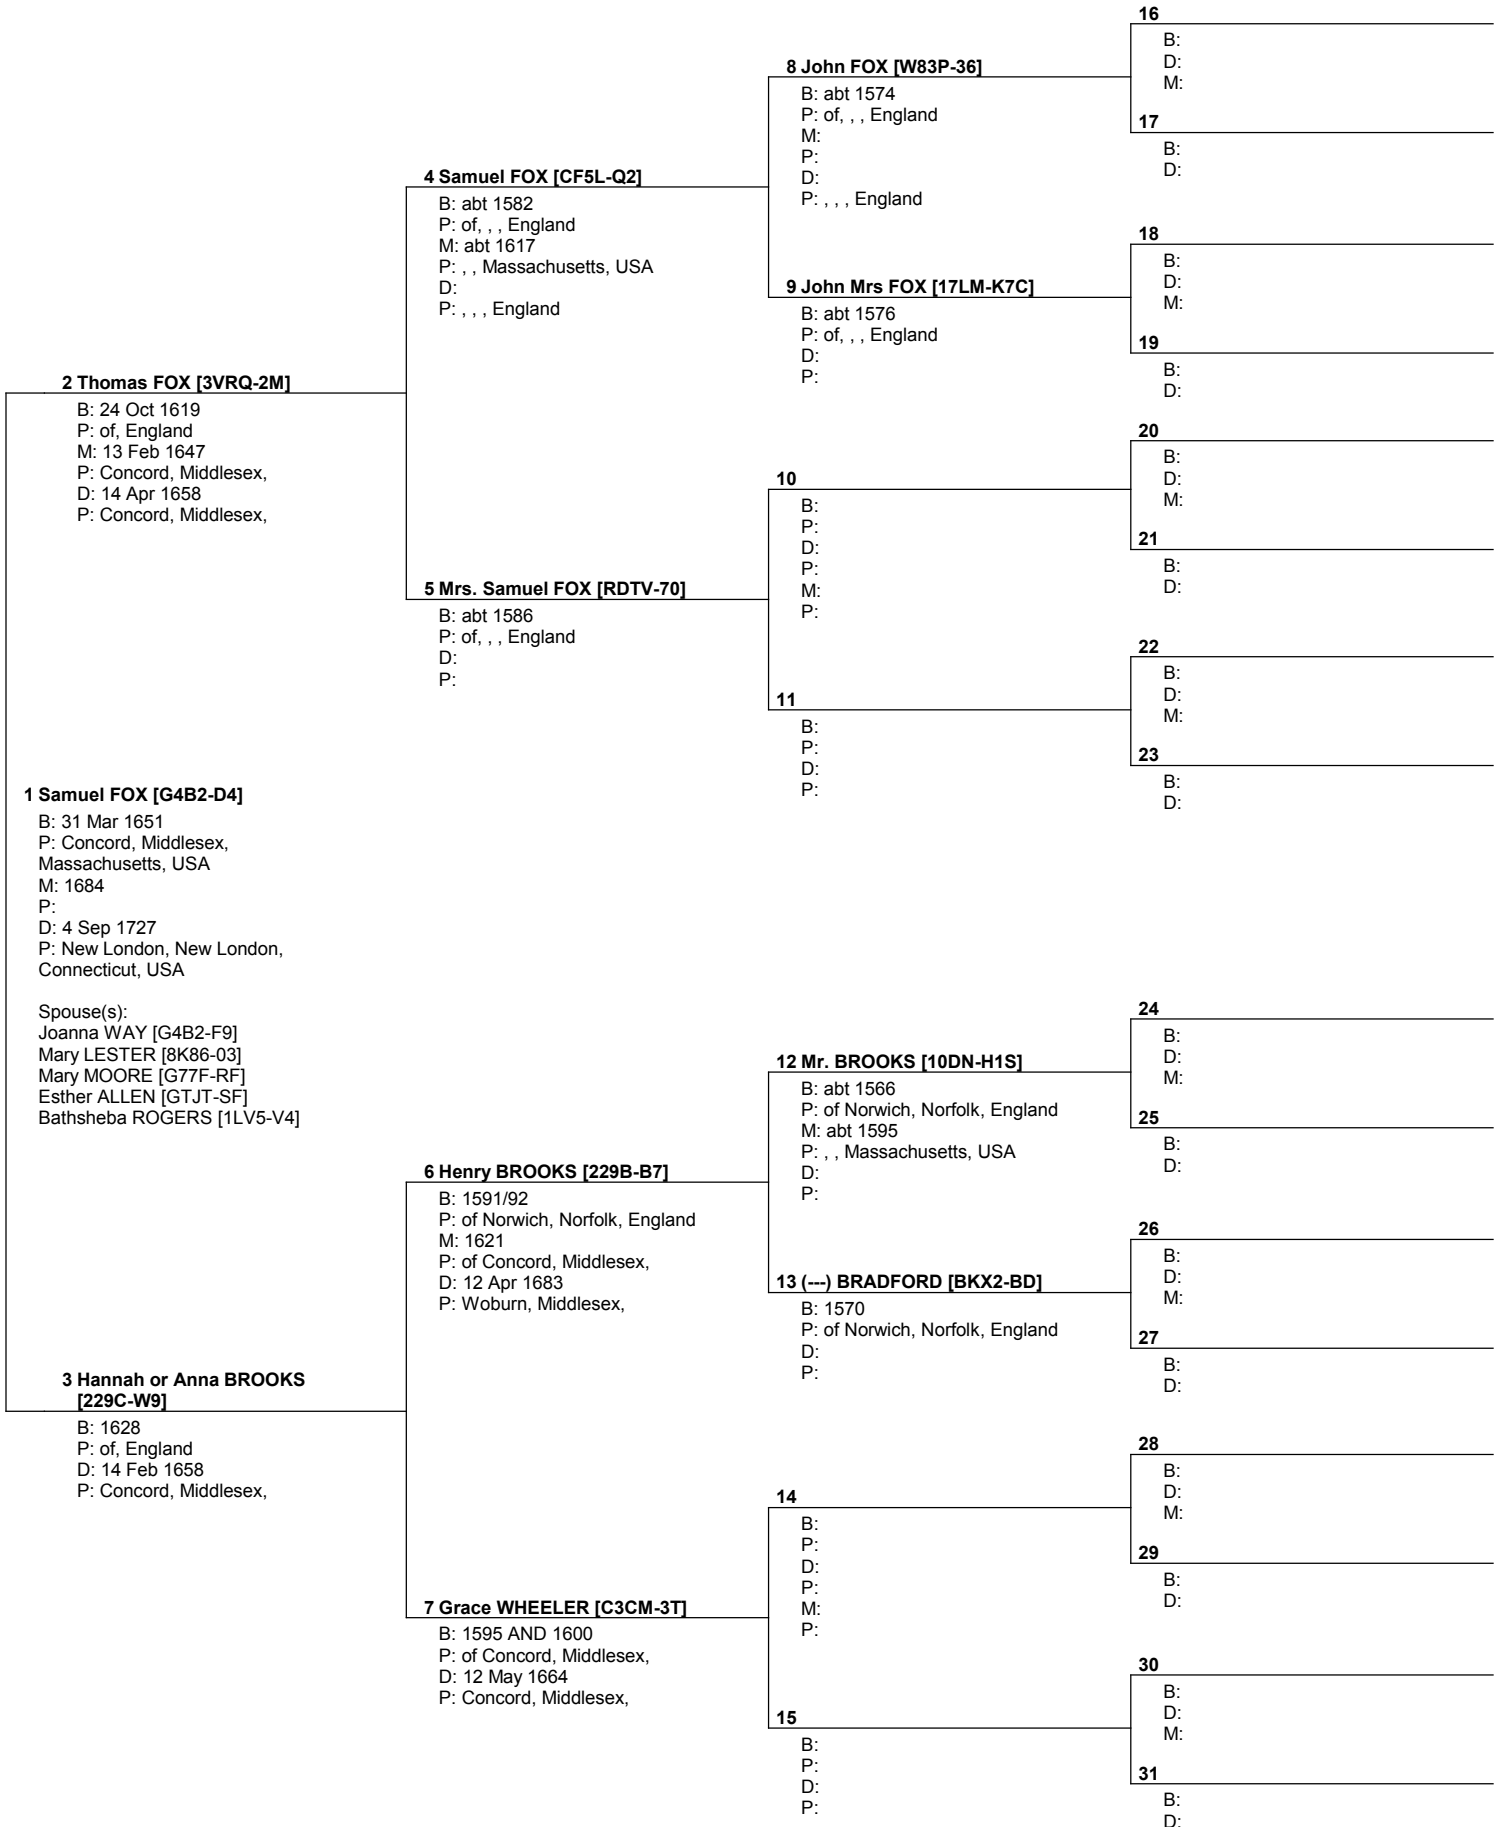 1 Samuel FOX [G4B2-D4]
B: 31 Mar 1651
P: Concord, Middlesex,
Massachusetts, USA
M: 1684
P:
D: 4 Sep 1727
P: New London, New London,
Connecticut, USA
Spouse(s):
Joanna WAY [G4B2-F9]
Mary LESTER [8K86-03]
Mary MOORE [G77F-RF]
Esther ALLEN [GTJT-SF]
Bathsheba ROGERS [1LV5-V4]
2 Thomas FOX [3VRQ-2M]
B: 24 Oct 1619
P: of, England
M: 13 Feb 1647
P: Concord, Middlesex,
D: 14 Apr 1658
P: Concord, Middlesex,
3 Hannah or Anna BROOKS
[229C-W9]
B: 1628
P: of, England
D: 14 Feb 1658
P: Concord, Middlesex,
4 Samuel FOX [CF5L-Q2]
B: abt 1582
P: of, , , England
M: abt 1617
P: , , Massachusetts, USA
D:
P: , , , England
5 Mrs. Samuel FOX [RDTV-70]
B: abt 1586
P: of, , , England
D:
P:
6 Henry BROOKS [229B-B7]
B: 1591/92
P: of Norwich, Norfolk, England
M: 1621
P: of Concord, Middlesex,
D: 12 Apr 1683
P: Woburn, Middlesex,
7 Grace WHEELER [C3CM-3T]
B: 1595 AND 1600
P: of Concord, Middlesex,
D: 12 May 1664
P: Concord, Middlesex,
8 John FOX [W83P-36]
B: abt 1574
P: of, , , England
M:
P:
D:
P: , , , England
9 John Mrs FOX [17LM-K7C]
B: abt 1576
P: of, , , England
D:
P:
10
B:
P:
D:
P:
M:
P:
11
B:
P:
D:
P:
12 Mr. BROOKS [10DN-H1S]
B: abt 1566
P: of Norwich, Norfolk, England
M: abt 1595
P: , , Massachusetts, USA
D:
P:
13 (---) BRADFORD [BKX2-BD]
B: 1570
P: of Norwich, Norfolk, England
D:
P:
14
B:
P:
D:
P:
M:
P:
15
B:
P:
D:
P:
16
B:
D:
M:
17
B:
D:
18
B:
D:
M:
19
B:
D:
20
B:
D:
M:
21
B:
D:
22
B:
D:
M:
23
B:
D:
24
B:
D:
M:
25
B:
D:
26
B:
D:
M:
27
B:
D:
28
B:
D:
M:
29
B:
D:
30
B:
D:
M:
31
B:
D: